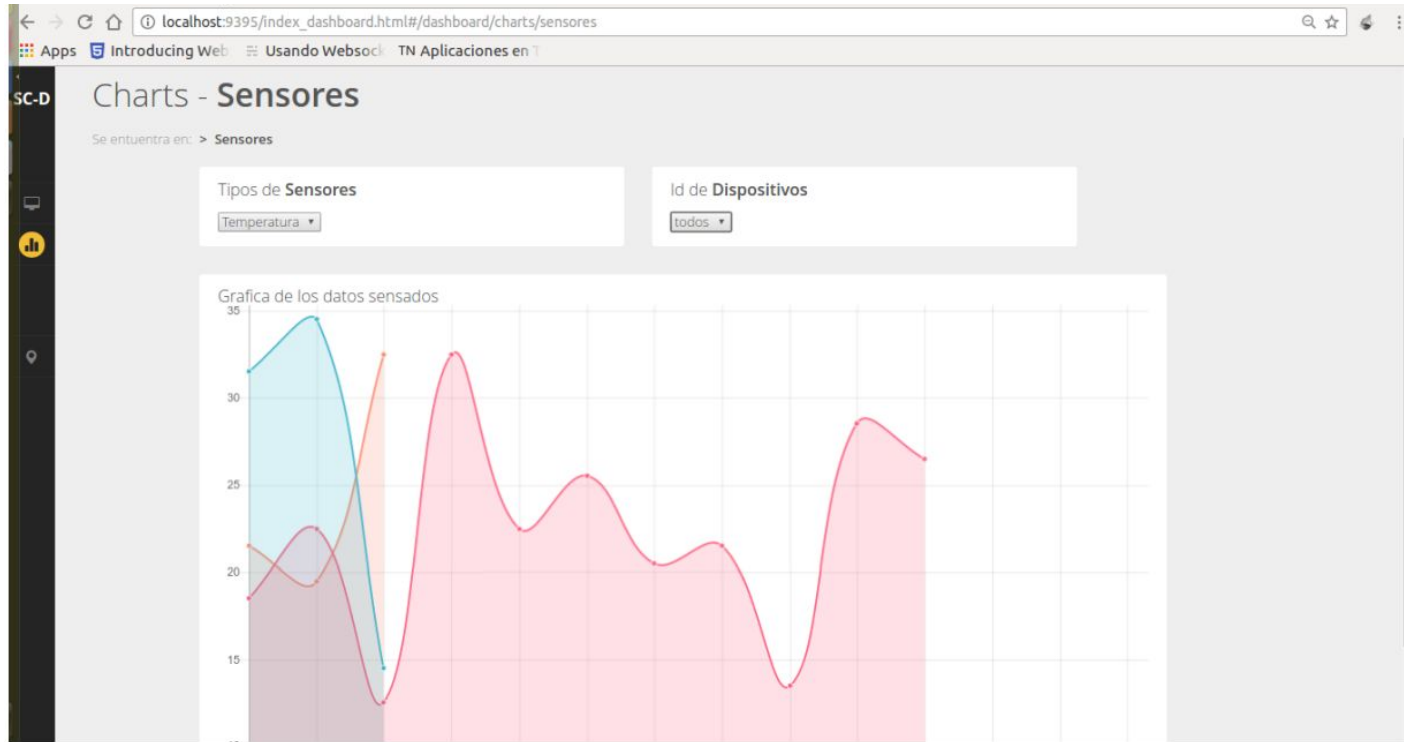 localhost:9395/index_dashboard.html#/dashboard/charts/sensores
Apps Introducing Web Usando Websock TN Aplicaciones en T
SC-D
Charts - Sensores
Se entuentra en: > Sensores
Tipos de Sensores
Temperatura
Id de Dispositivos
todos
Grafica de los datos sensados
35
30
25
20
15